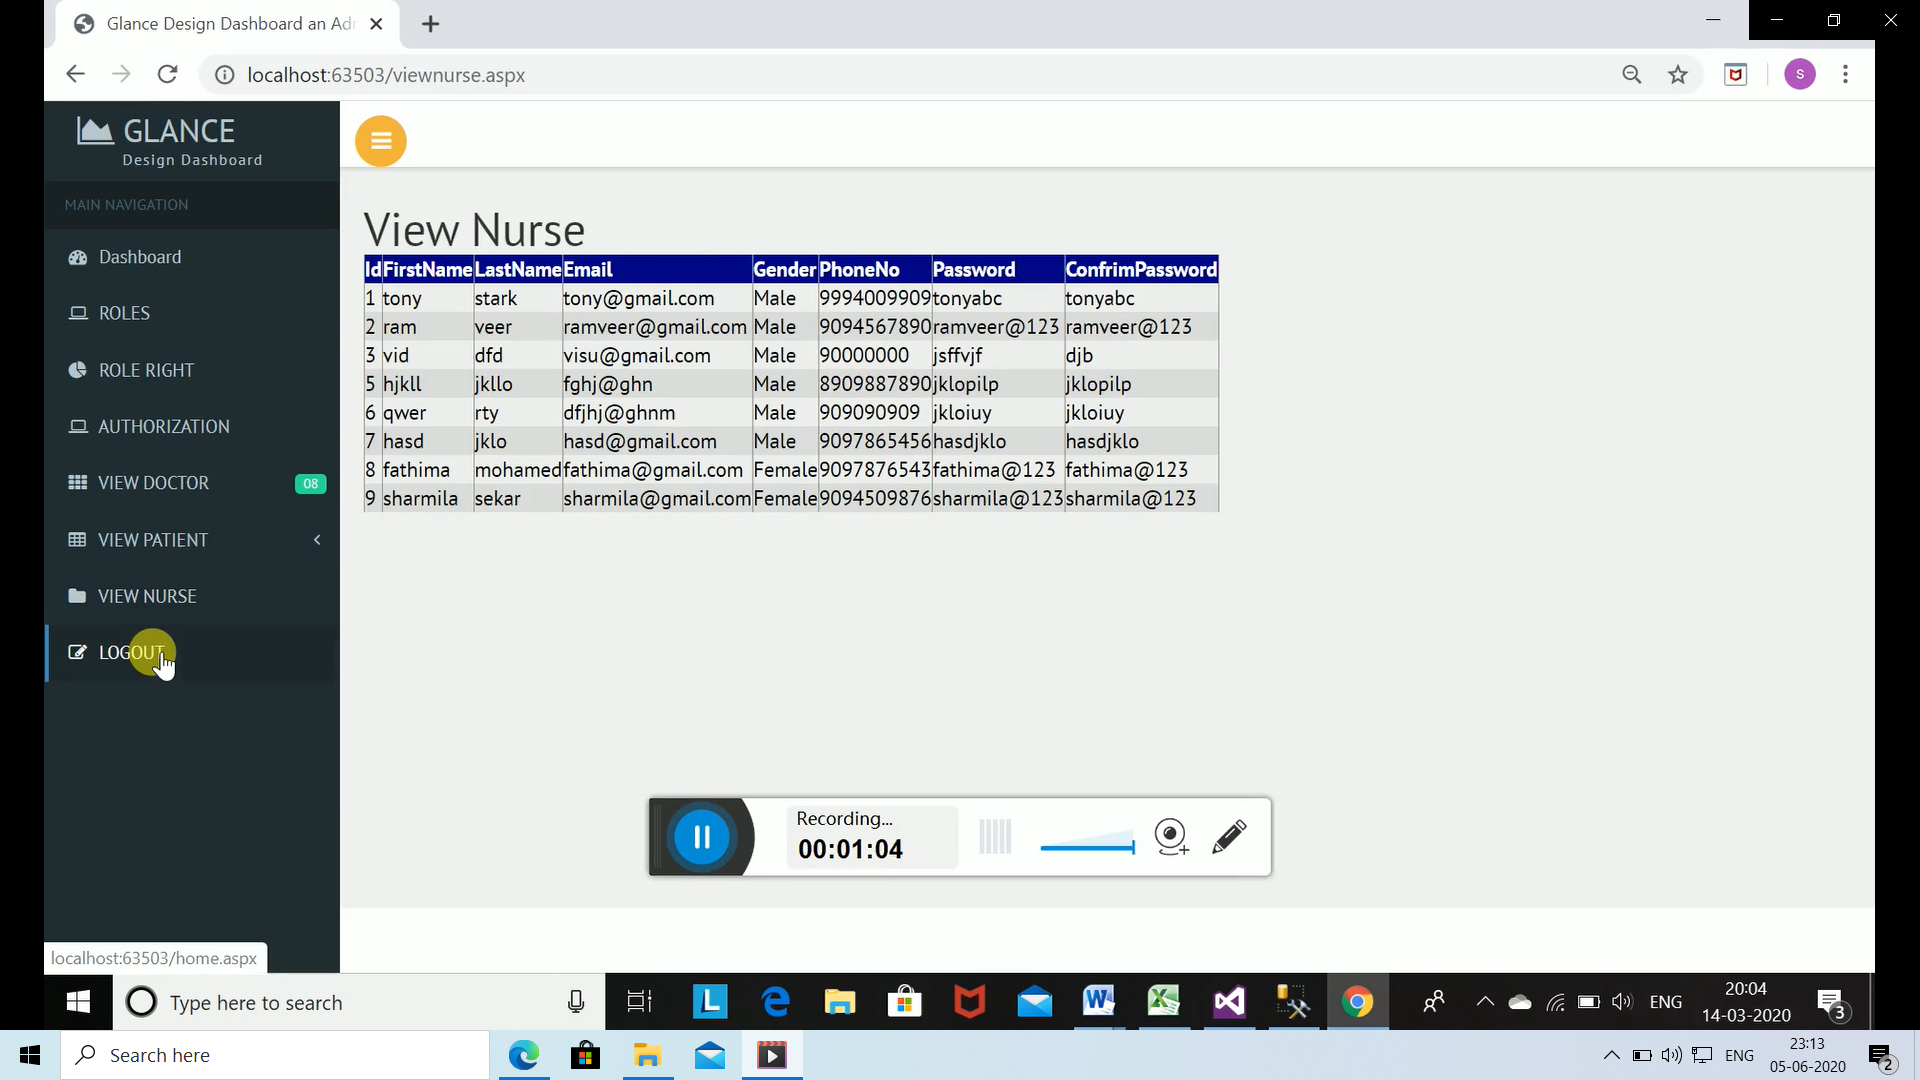 Glance Design Dashboard an Ad
localhost:63503/viewnurse.aspx
S
GLANCE
Design Dashboard
MAIN NAVIGATION
Dashboard
ROLES
ROLE RIGHT
AUTHORIZATION
VIEW DOCTOR 08
VIEW PATIENT
VIEW NURSE
LOGOUT
View Nurse
Id FirstName LastName Email Gender PhoneNo Password ConfrimPassword
1 tony stark tony@gmail.com Male 9994009909 tonyabc tonyabc
2 ram veer ramveer@gmail.com Male 9094567890 ramveer@123 ramveer@123
3 vid dfd visu@gmail.com Male 90000000 jsffvjf djb
5 hjkll jkllo fghj@ghn Male 8909887890 jklopilp jklopilp
6 qwer rty dfjhj@ghnm Male 909090909 jkloiuy jkloiuy
7 hasd jklo hasd@gmail.com Male 9097865456 hasdjklo hasdjklo
8 fathima mohamed fathima@gmail.com Female 9097876543 fathima@123 fathima@123
9 sharmila sekar sharmila@gmail.com Female 9094509876 sharmila@123 sharmila@123
Recording...
00:01:04
localhost:63503/home.aspx
Type here to search
L
ENG
20:04
14-03-2020
3
Search here
ENG
23:13
05-06-2020
2